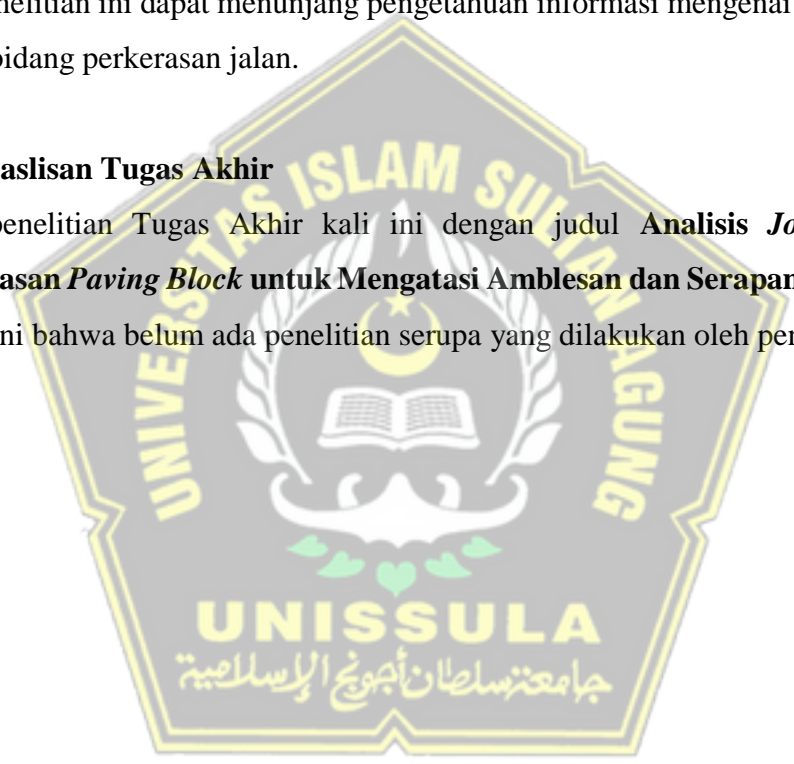 nelitian ini dapat menunjang pengetahuan informasi mengenai
bidang perkerasan jalan.
aslisan Tugas Akhir
penelitian Tugas Akhir kali ini dengan judul Analisis Jo
asan Paving Block untuk Mengatasi Amblesan dan Serapan
ni bahwa belum ada penelitian serupa yang dilakukan oleh per
UNIVERSITAS ISLAM SULTAN AGUNG
UNISSULA
جامعة سلطان أجونج الإسلامية